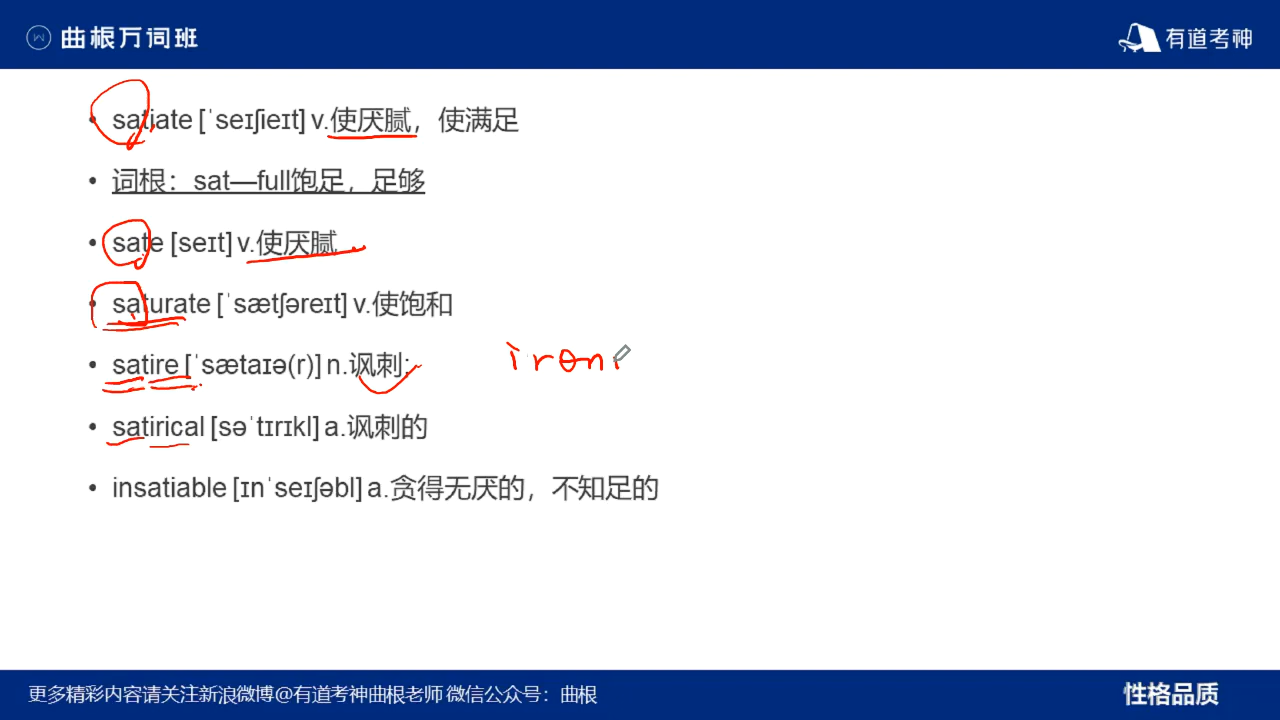 曲根万词班
有道考神
• satiate [ˈseɪʃieɪt] v.使厌腻，使满足
• 词根：sat—full饱足，足够
• sate [seɪt] v.使厌腻
• saturate [ˈsætʃəreɪt] v.使饱和
• satire [ˈsætaɪə(r)] n.讽刺;
ironi
• satirical [səˈtɪrɪkl] a.讽刺的
• insatiable [ɪnˈseɪʃəbl] a.贪得无厌的，不知足的
更多精彩内容请关注新浪微博@有道考神曲根老师 微信公众号：曲根
性格品质